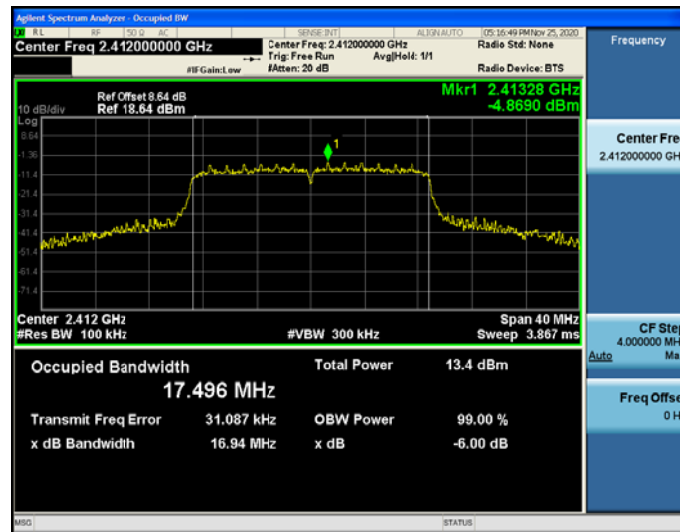 Agilent Spectrum Analyzer - Occupied BW
RL RF 50 Ω AC SENSE:INT ALIGN AUTO 05:16:49 PM Nov 25, 2020
Center Freq 2.412000000 GHz
Center Freq: 2.412000000 GHz
Radio Std: None
Trig: Free Run Avg|Hold: 1/1
#IFGain:Low #Atten: 20 dB Radio Device: BTS
Frequency
Mkr1 2.41328 GHz
-4.8690 dBm
Ref Offset 8.64 dB
10 dB/div Ref 18.64 dBm
Log
8.64
-1.36
-11.4
-21.4
-31.4
-41.4
-51.4
-61.4
-71.4
1
Center 2.412 GHz Span 40 MHz
#Res BW 100 kHz #VBW 300 kHz Sweep 3.867 ms
Occupied Bandwidth
17.496 MHz
Total Power 13.4 dBm
Transmit Freq Error 31.087 kHz OBW Power 99.00 %
x dB Bandwidth 16.94 MHz x dB -6.00 dB
Center Fre
2.412000000 GH
CF Ste
4.000000 MH
Auto Ma
Freq Offse
0 H
MSG STATUS